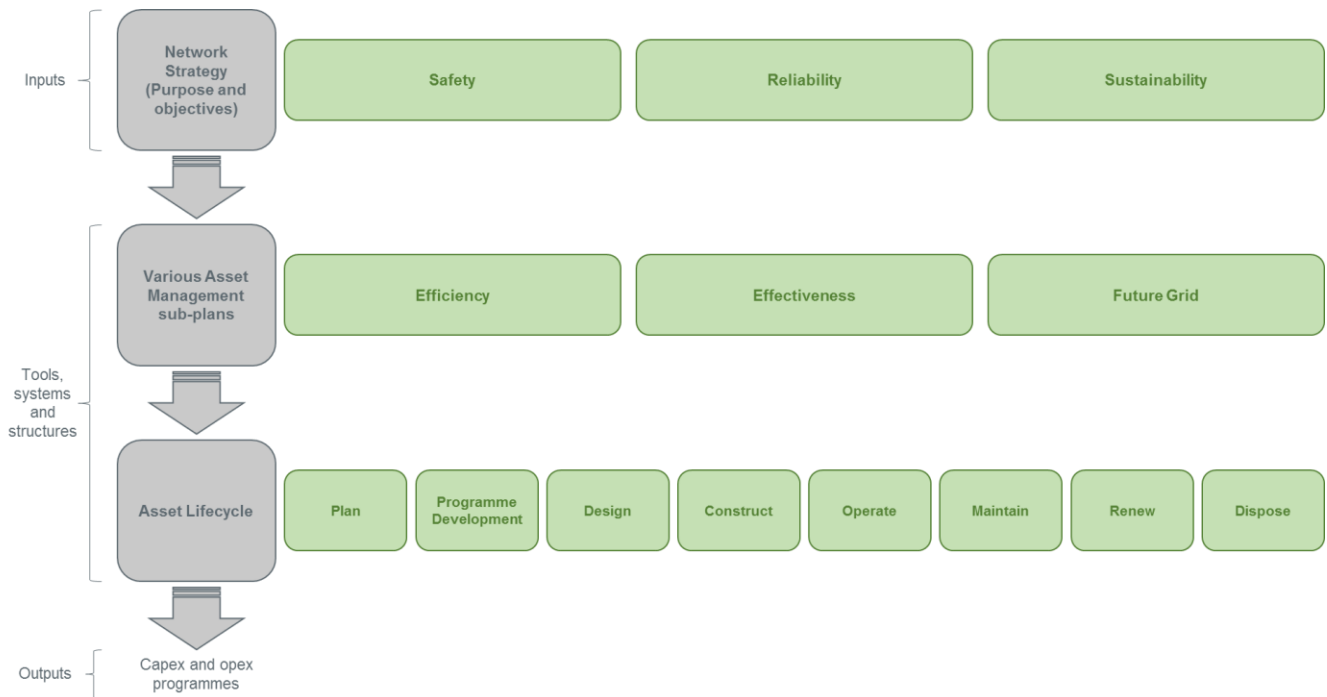 Inputs
Network
Strategy
(Purpose and
objectives)
Safety
Reliability
Sustainability
Tools,
systems
and
structures
Various Asset
Management
sub-plans
Efficiency
Effectiveness
Future Grid
Asset Lifecycle
Plan
Programme
Development
Design
Construct
Operate
Maintain
Renew
Dispose
Outputs
Capex and opex
programmes